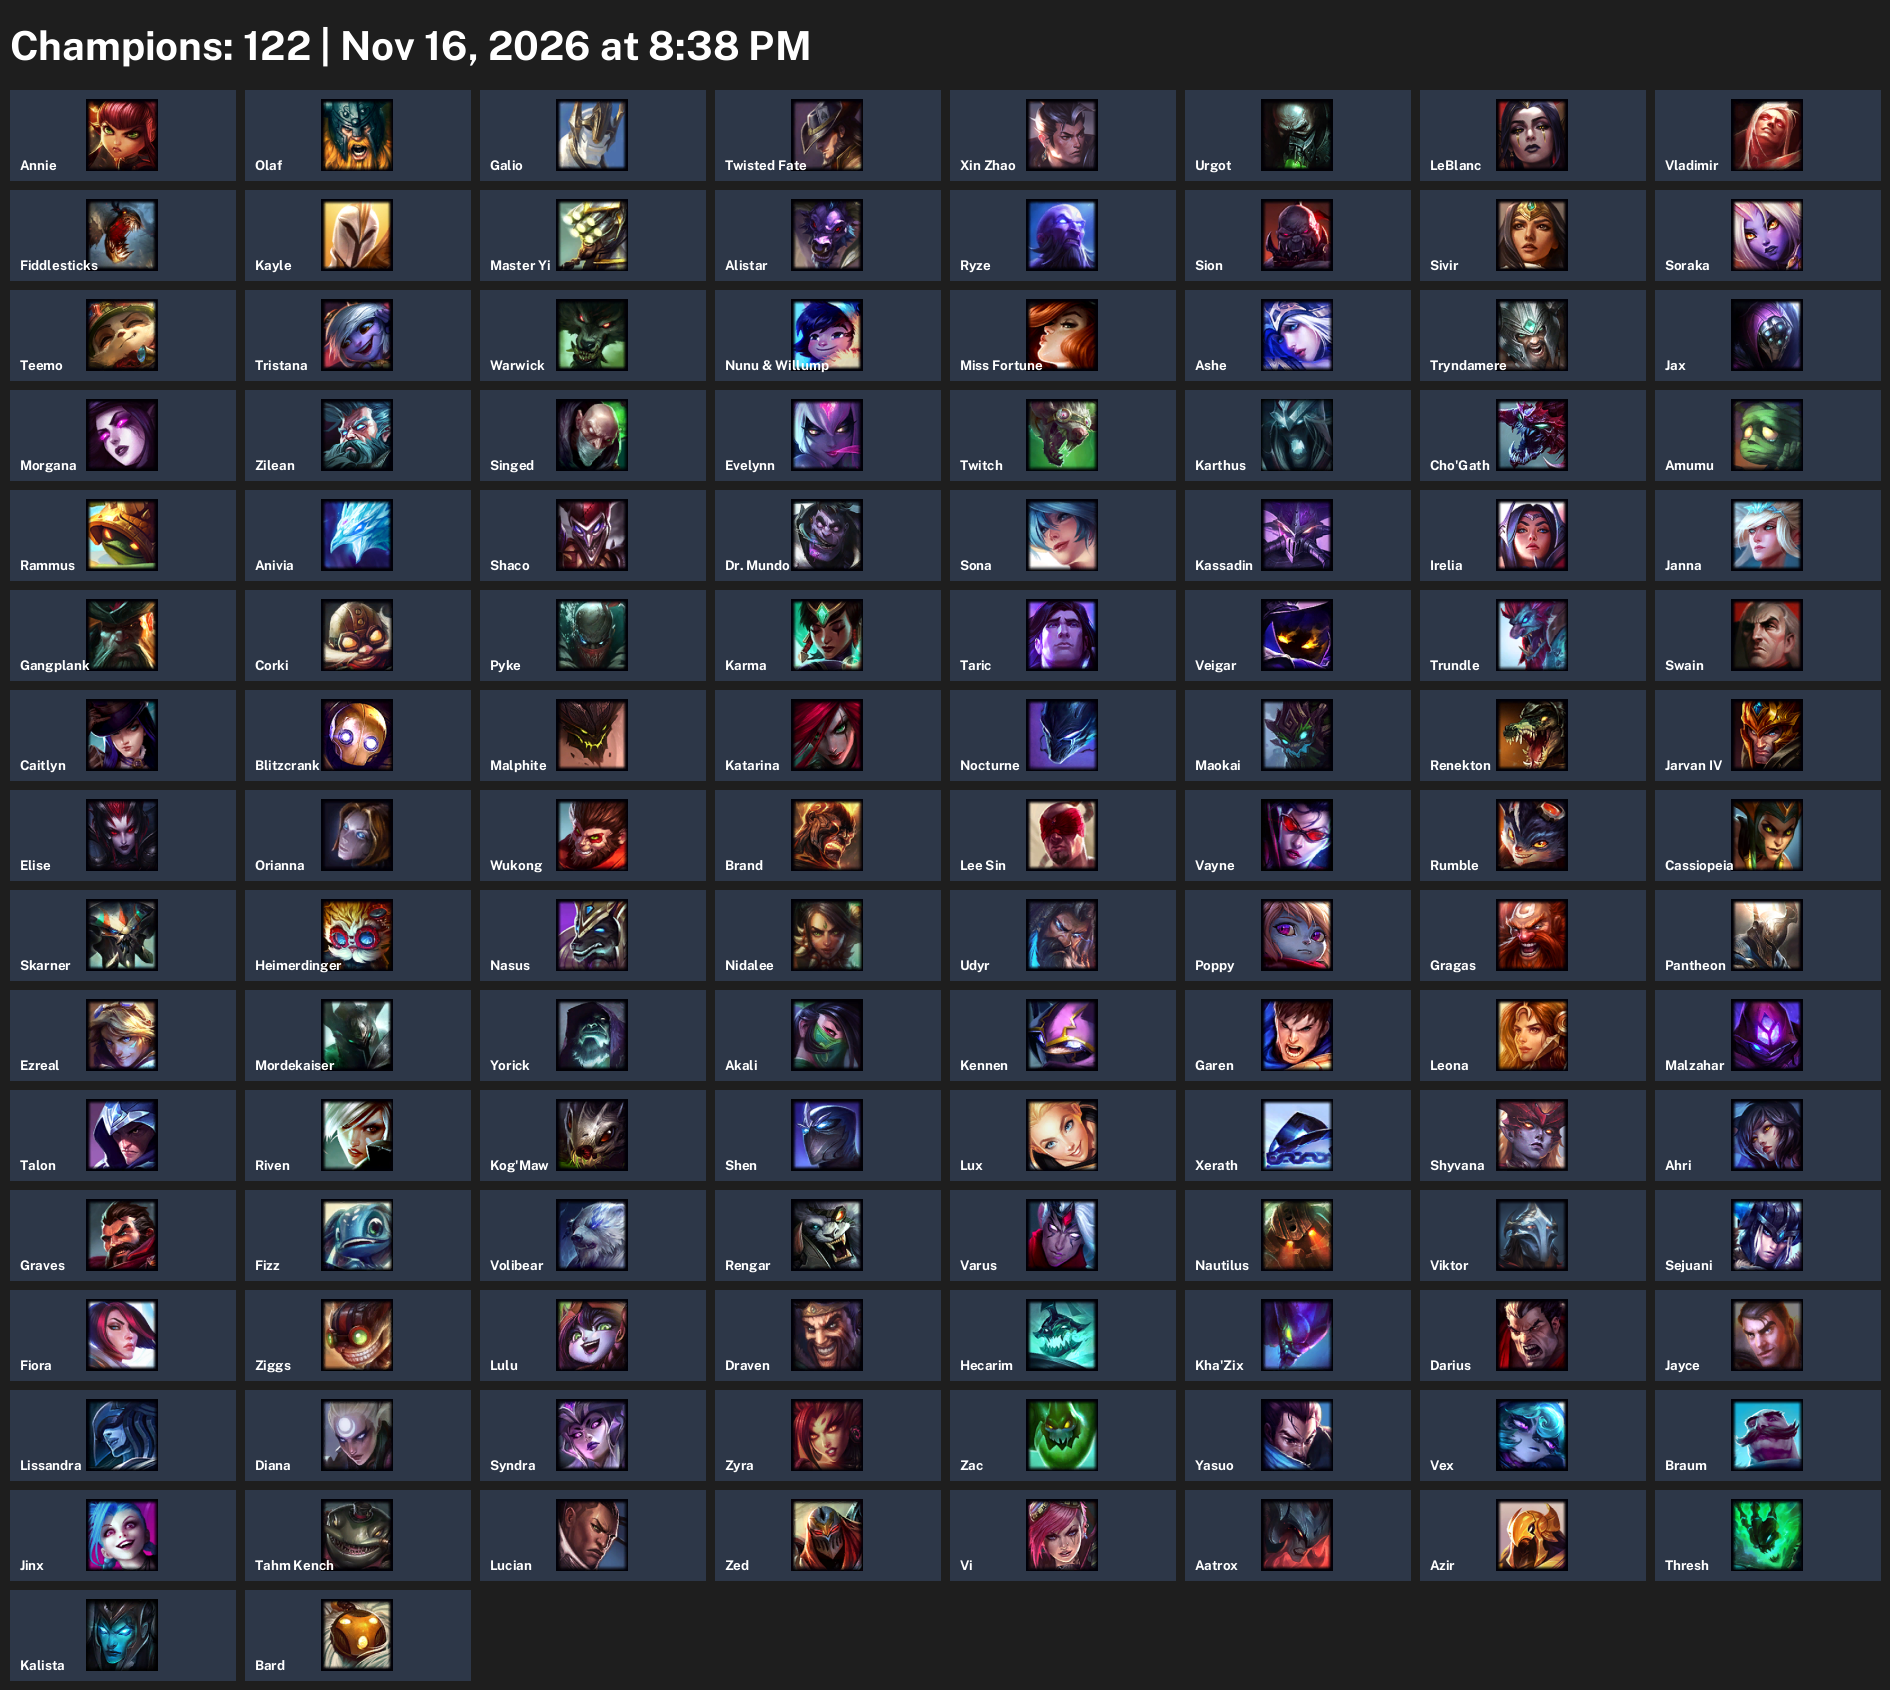 Champions: 122 | Nov 16, 2026 at 8:38 PM
Annie Olaf Galio Twisted Fate Xin Zhao Urgot LeBlanc Vladimir
Fiddlesticks Kayle Master Yi Alistar Ryze Sion Sivir Soraka
Teemo Tristana Warwick Nunu & Willump Miss Fortune Ashe Tryndamere Jax
Morgana Zilean Singed Evelynn Twitch Karthus Cho'Gath Amumu
Rammus Anivia Shaco Dr. Mundo Sona Kassadin Irelia Janna
Gangplank Corki Pyke Karma Taric Veigar Trundle Swain
Caitlyn Blitzcrank Malphite Katarina Nocturne Maokai Renekton Jarvan IV
Elise Orianna Wukong Brand Lee Sin Vayne Rumble Cassiopeia
Skarner Heimerdinger Nasus Nidalee Udyr Poppy Gragas Pantheon
Ezreal Mordekaiser Yorick Akali Kennen Garen Leona Malzahar
Talon Riven Kog'Maw Shen Lux Xerath Shyvana Ahri
Graves Fizz Volibear Rengar Varus Nautilus Viktor Sejuani
Fiora Ziggs Lulu Draven Hecarim Kha'Zix Darius Jayce
Lissandra Diana Syndra Zyra Zac Yasuo Vex Braum
Jinx Tahm Kench Lucian Zed Vi Aatrox Azir Thresh
Kalista Bard